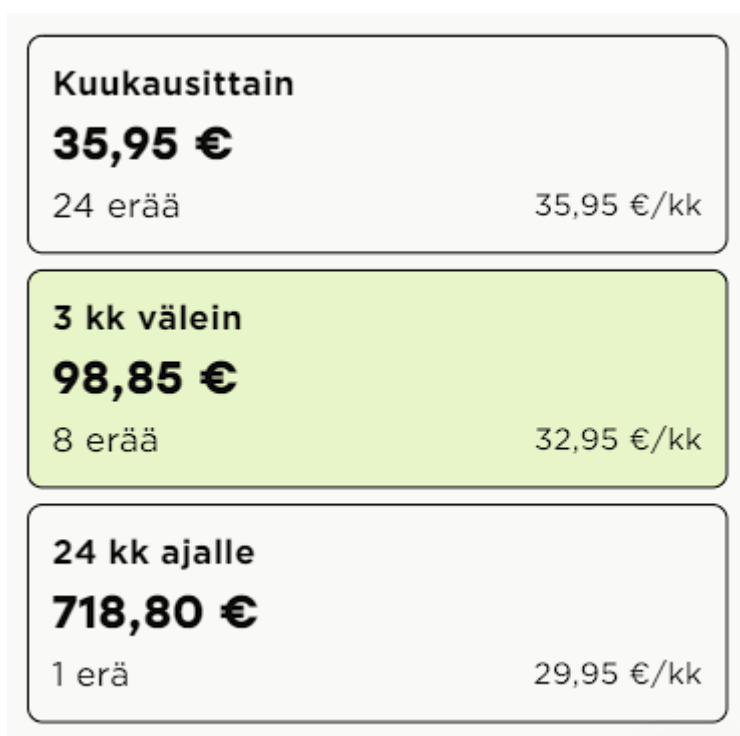 Kuukausittain
35,95 €
24 erää 35,95 €/kk
3 kk välein
98,85 €
8 erää 32,95 €/kk
24 kk ajalle
718,80 €
1 erä 29,95 €/kk